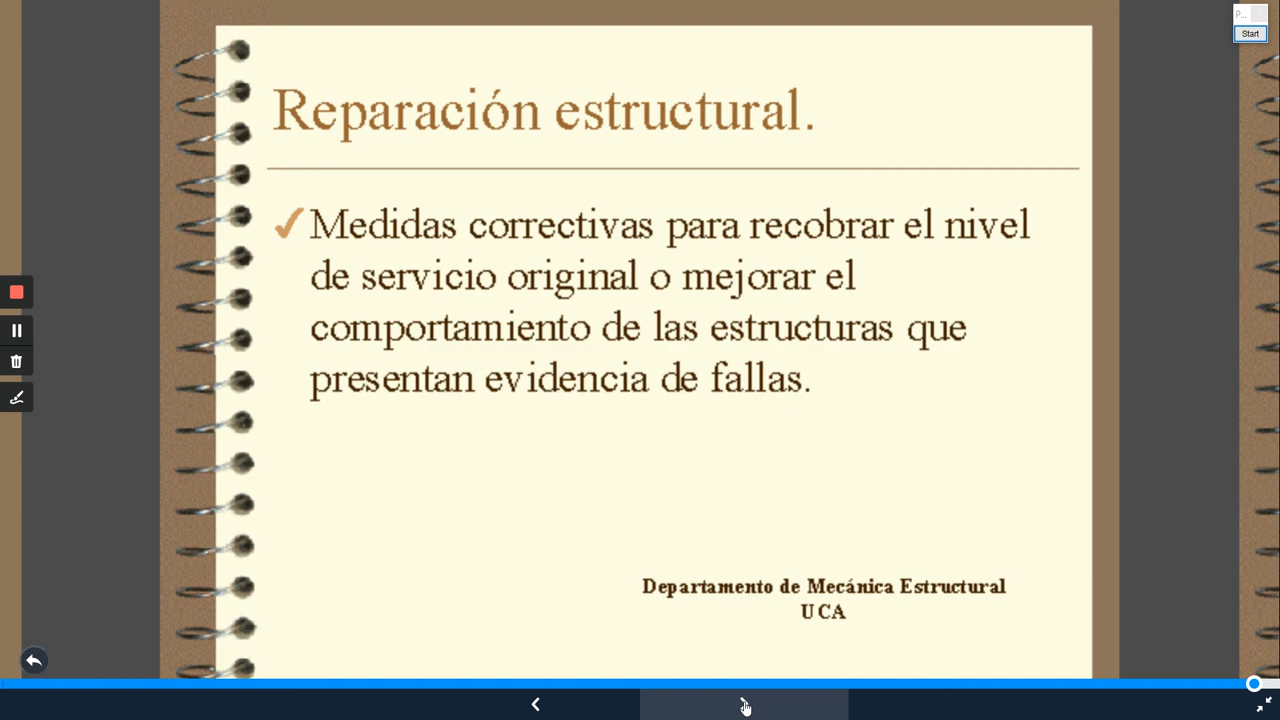 P...
Start
Reparación estructural.
Medidas correctivas para recobrar el nivel
de servicio original o mejorar el
comportamiento de las estructuras que
presentan evidencia de fallas.
Departamento de Mecánica Estructural
UCA